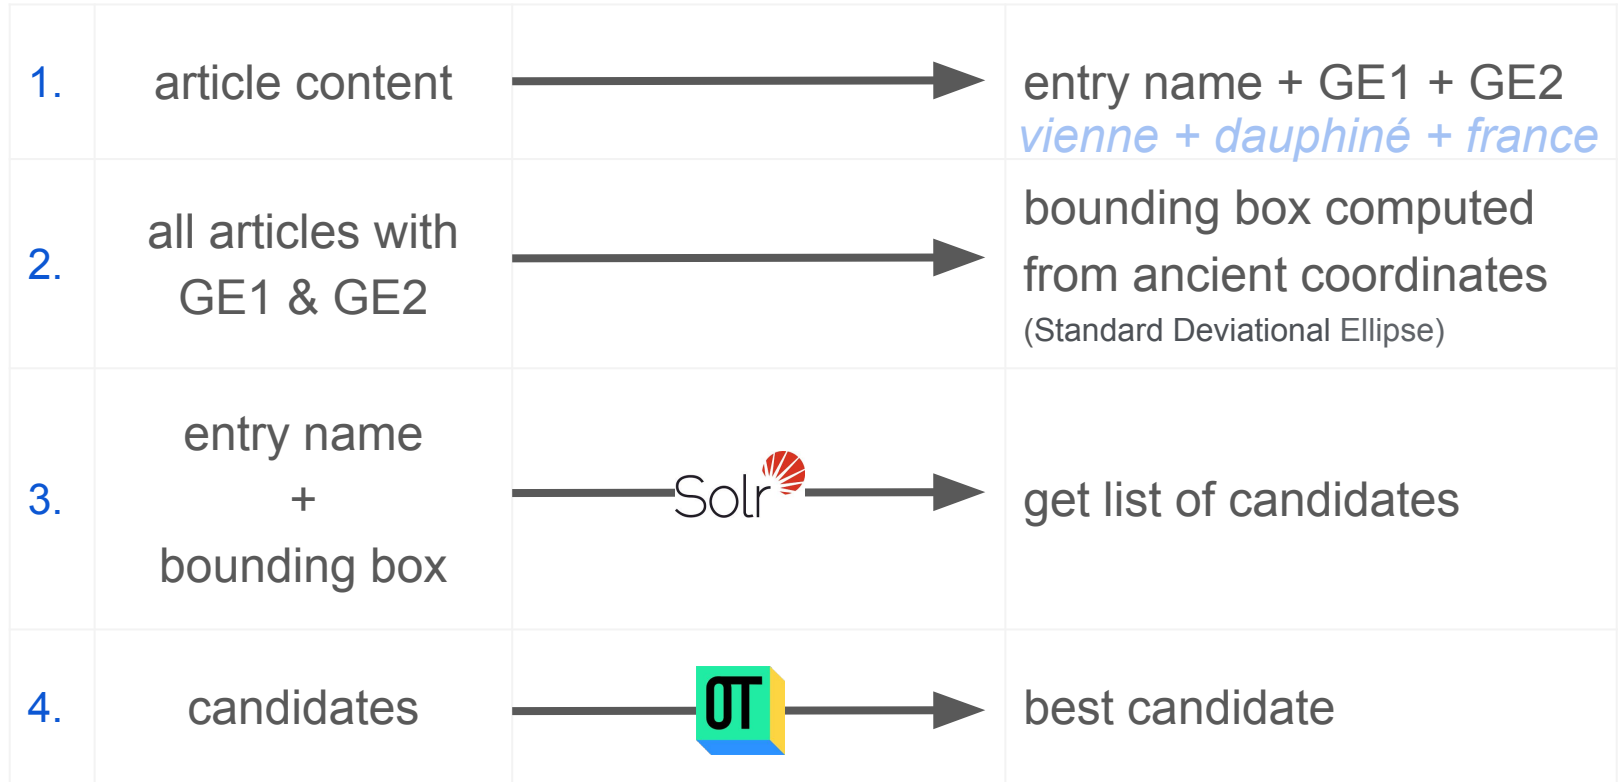 1.
article content
entry name + GE1 + GE2
vienne + dauphiné + france
2.
all articles with
GE1 & GE2
bounding box computed
from ancient coordinates
(Standard Deviational Ellipse)
3.
entry name
+
bounding box
Solr
get list of candidates
4.
candidates
OT
best candidate